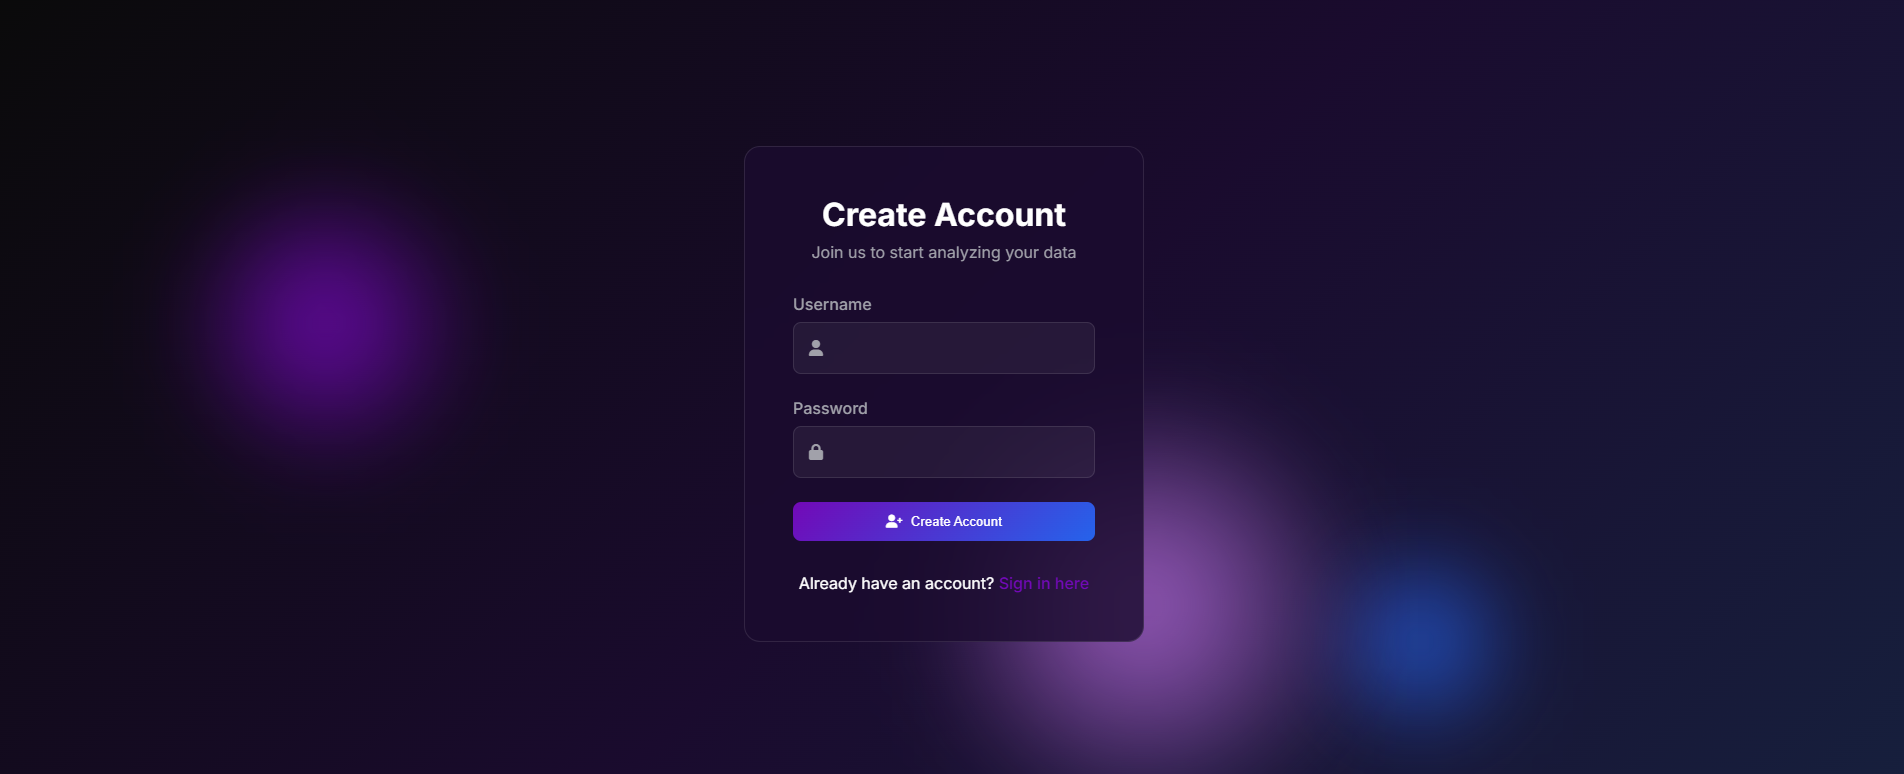 Create Account
Join us to start analyzing your data
Username
Password
Create Account
Already have an account? Sign in here